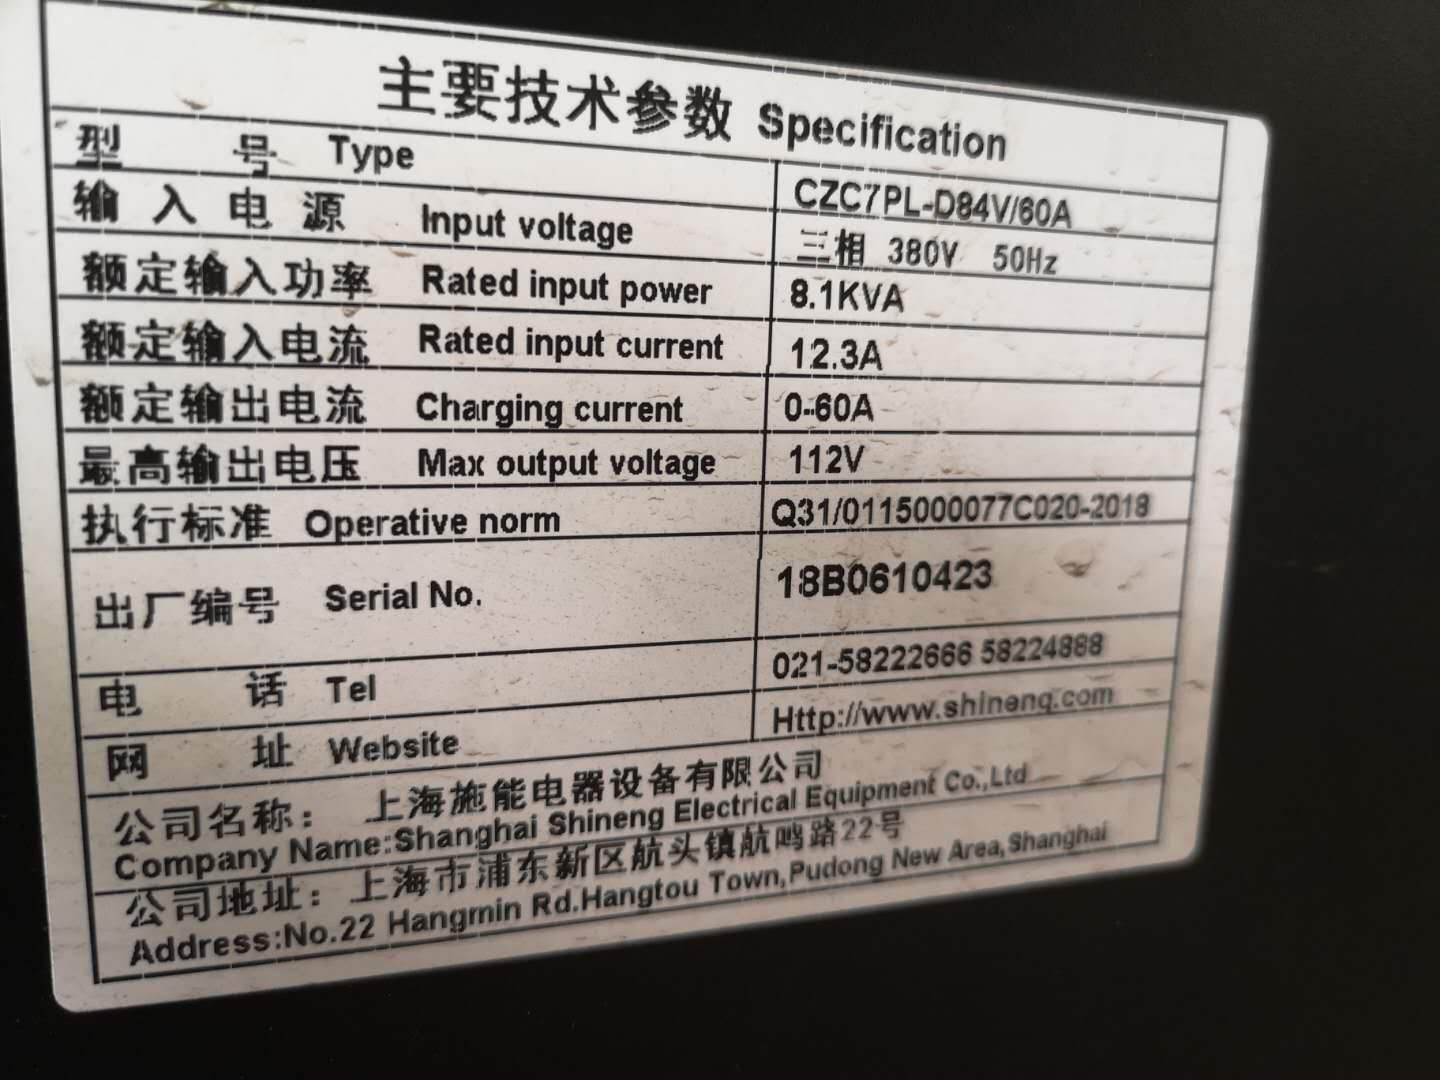 主要技术参数 Specification
型号 Type CZC7PL-D84V/60A
输入电源 Input voltage 三相 380V 50Hz
额定输入功率 Rated input power 8.1KVA
额定输入电流 Rated input current 12.3A
额定输出电流 Charging current 0-60A
最高输出电压 Max output voltage 112V
执行标准 Operative norm Q31/0115000077C020-2018
出厂编号 Serial No. 18B0610423
电话 Tel 021-58222666 58224888
网址 Website Http://www.shineng.com
公司名称: 上海施能电器设备有限公司
Company Name:Shanghai Shineng Electrical Equipment Co.,Ltd
公司地址: 上海市浦东新区航头镇航鸣路22号
Address:No.22 Hangmin Rd.Hangtou Town,Pudong New Area,Shanghai